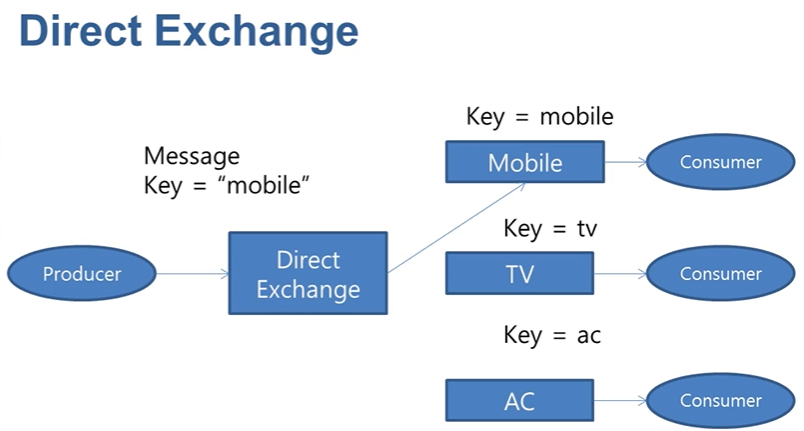 Direct Exchange
Message
Key = “mobile”
Producer
Direct
Exchange
Key = mobile
Mobile
Consumer
Key = tv
TV
Consumer
Key = ac
AC
Consumer